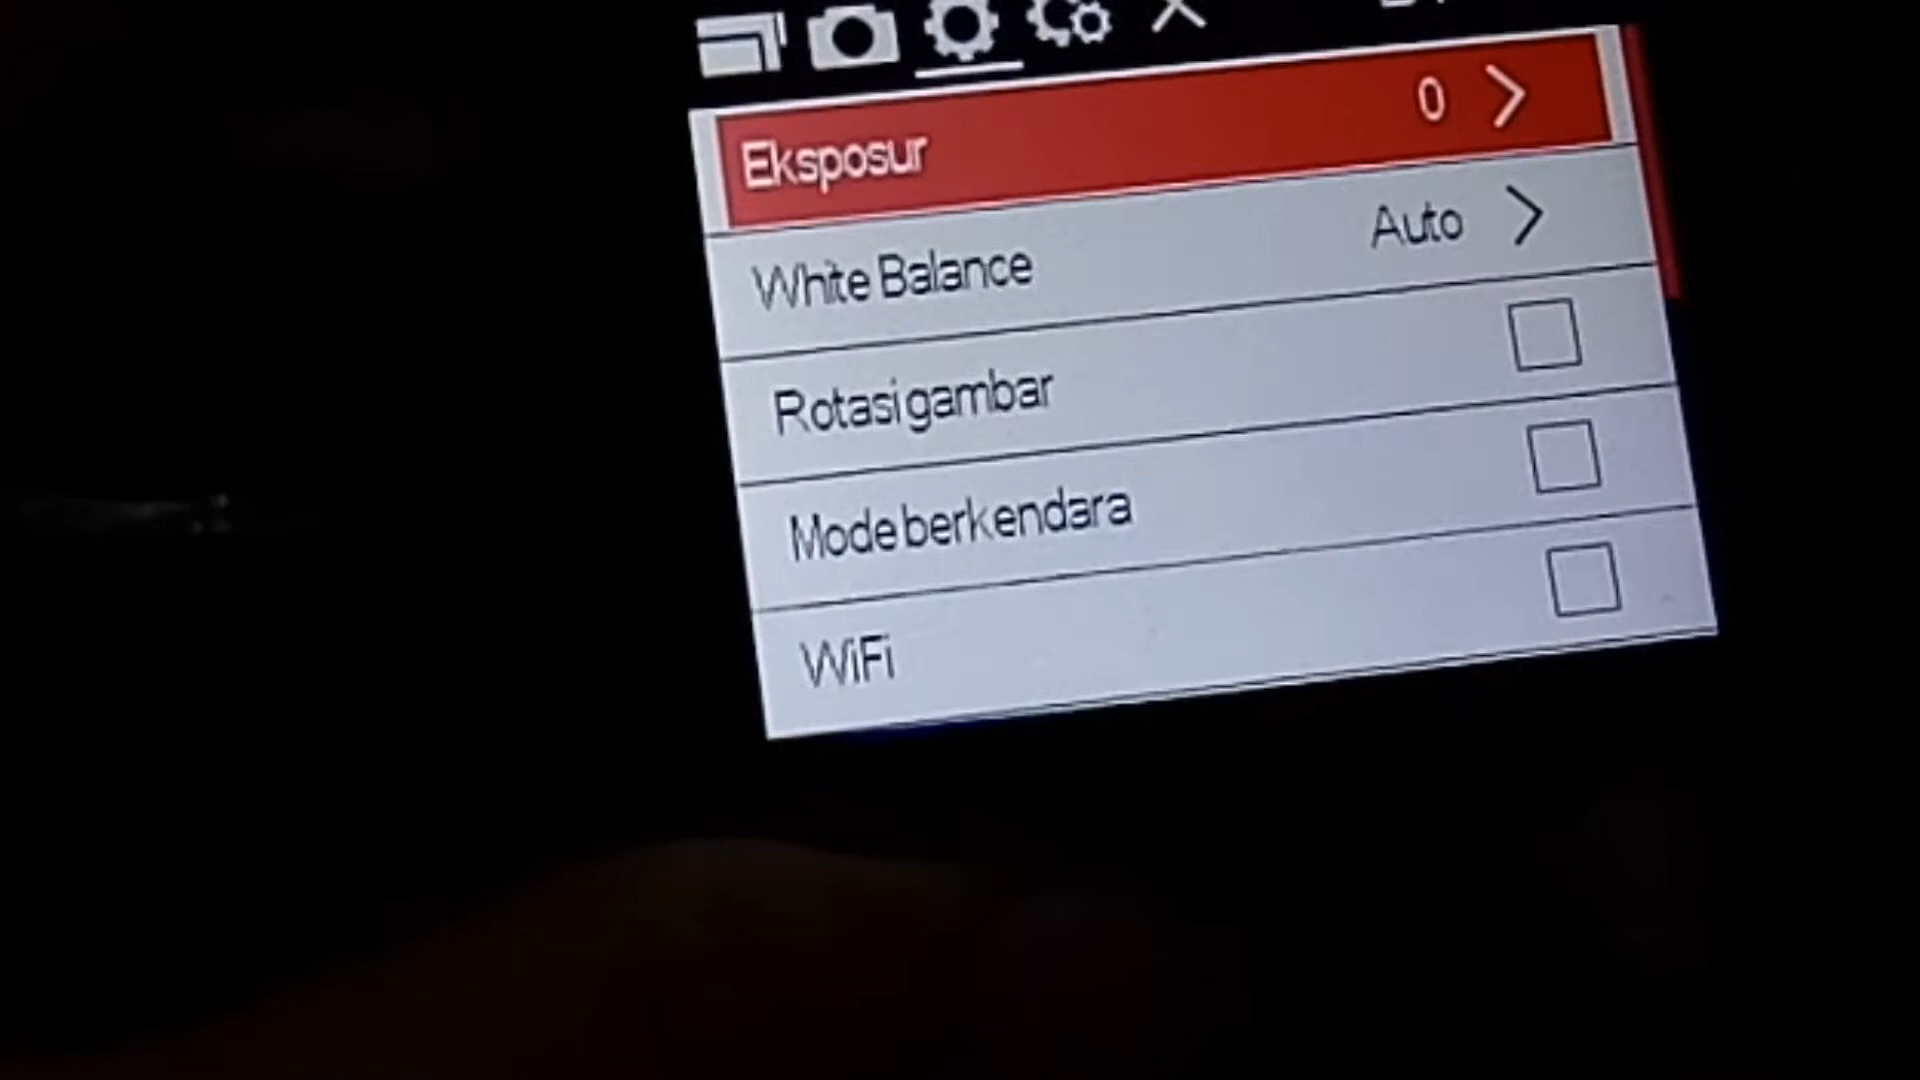 Eksposur 0
White Balance Auto
Rotasi gambar
Mode berkendara
WiFi